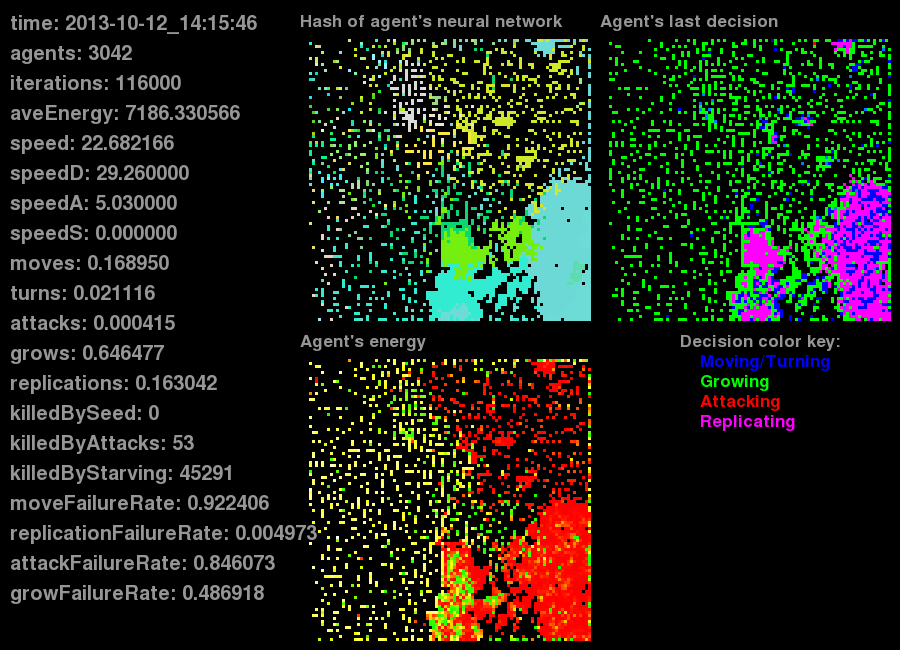 time: 2013-10-12_14:15:46
agents: 3042
iterations: 116000
aveEnergy: 7186.330566
speed: 22.682166
speedD: 29.260000
speedA: 5.030000
speedS: 0.000000
moves: 0.168950
turns: 0.021116
attacks: 0.000415
grows: 0.646477
replications: 0.163042
killedBySeed: 0
killedByAttacks: 53
killedByStarving: 45291
moveFailureRate: 0.922406
replicationFailureRate: 0.004973
attackFailureRate: 0.846073
growFailureRate: 0.486918
Hash of agent's neural network
Agent's last decision
Agent's energy
Decision color key:
Moving/Turning
Growing
Attacking
Replicating